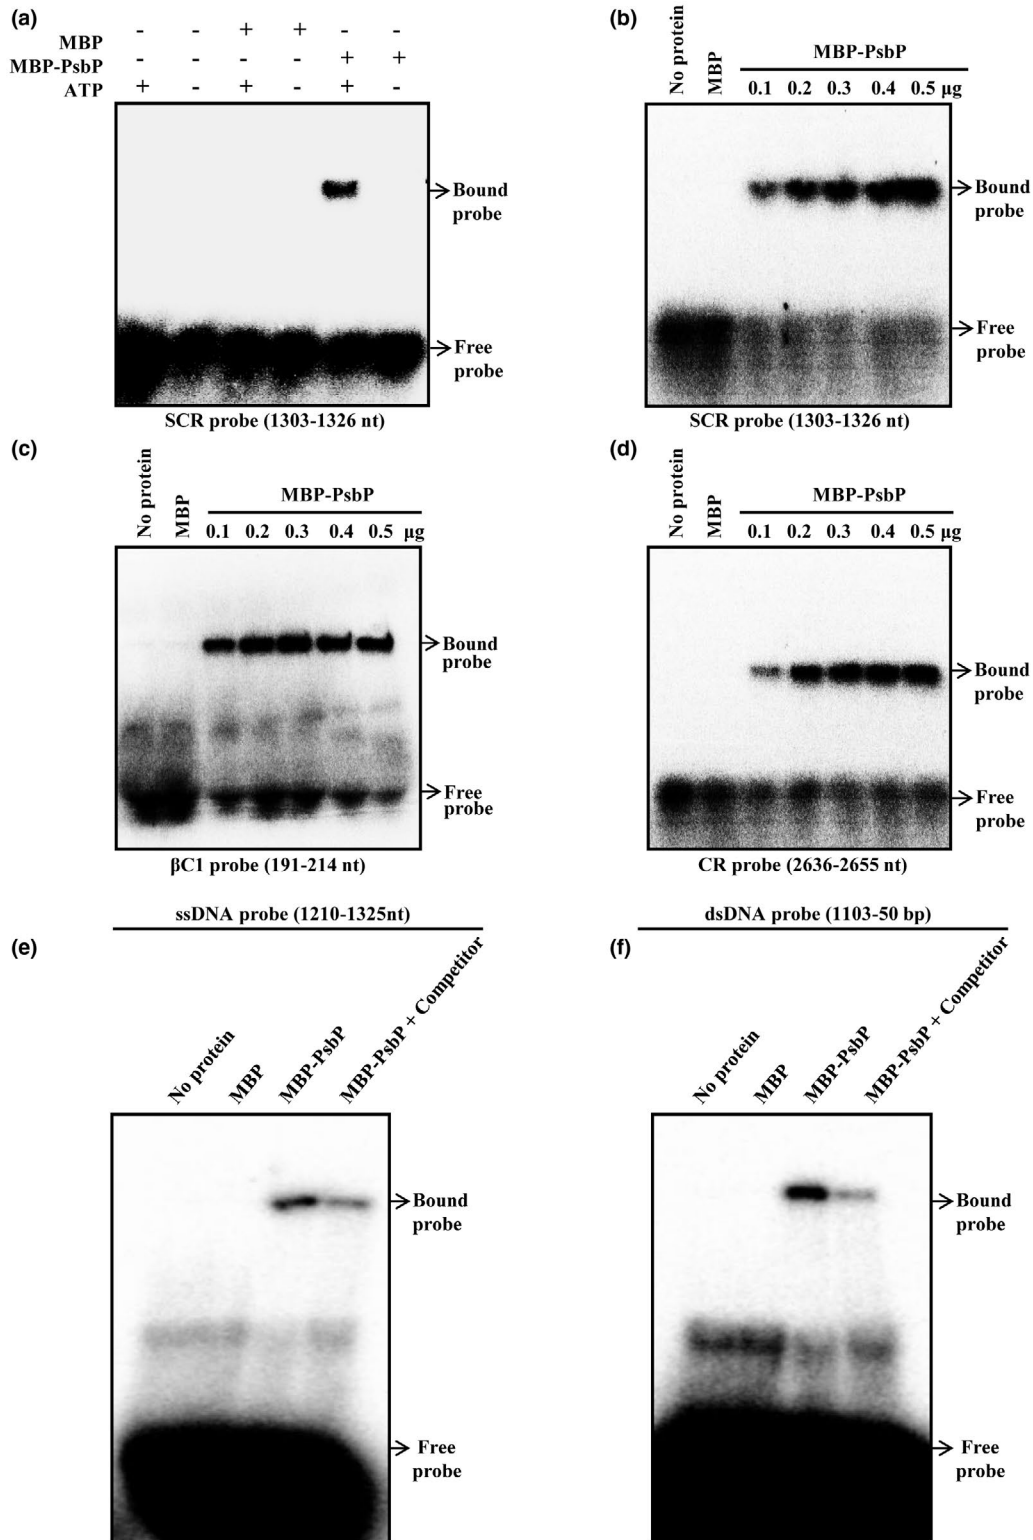 (a)
MBP - - + + - -
MBP-PsbP - - - - + +
ATP + - + - + -
Bound
probe
Free
probe
SCR probe (1303-1326 nt)
(b)
No protein
MBP
MBP-PsbP
0.1 0.2 0.3 0.4 0.5 µg
Bound
probe
Free
probe
SCR probe (1303-1326 nt)
(c)
No protein
MBP
MBP-PsbP
0.1 0.2 0.3 0.4 0.5 µg
Bound
probe
Free
probe
βC1 probe (191-214 nt)
(d)
No protein
MBP
MBP-PsbP
0.1 0.2 0.3 0.4 0.5 µg
Bound
probe
Free
probe
CR probe (2636-2655 nt)
ssDNA probe (1210-1325nt)
(e)
No protein
MBP
MBP-PsbP
MBP-PsbP + Competitor
Bound
probe
Free
probe
dsDNA probe (1103-50 bp)
(f)
No protein
MBP
MBP-PsbP
MBP-PsbP + Competitor
Bound
probe
Free
probe